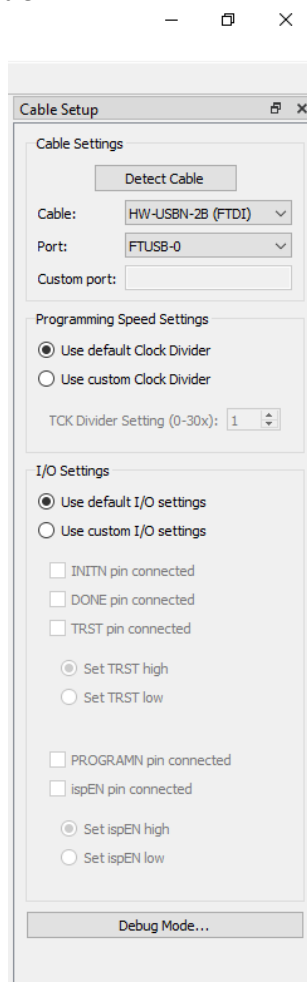 Cable Setup
Cable Settings
Detect Cable
Cable: HW-USBN-2B (FTDI)
Port: FTUSB-0
Custom port:
Programming Speed Settings
Use default Clock Divider
Use custom Clock Divider
TCK Divider Setting (0-30x): 1
I/O Settings
Use default I/O settings
Use custom I/O settings
INITN pin connected
DONE pin connected
TRST pin connected
Set TRST high
Set TRST low
PROGRAMN pin connected
ispEN pin connected
Set ispEN high
Set ispEN low
Debug Mode...